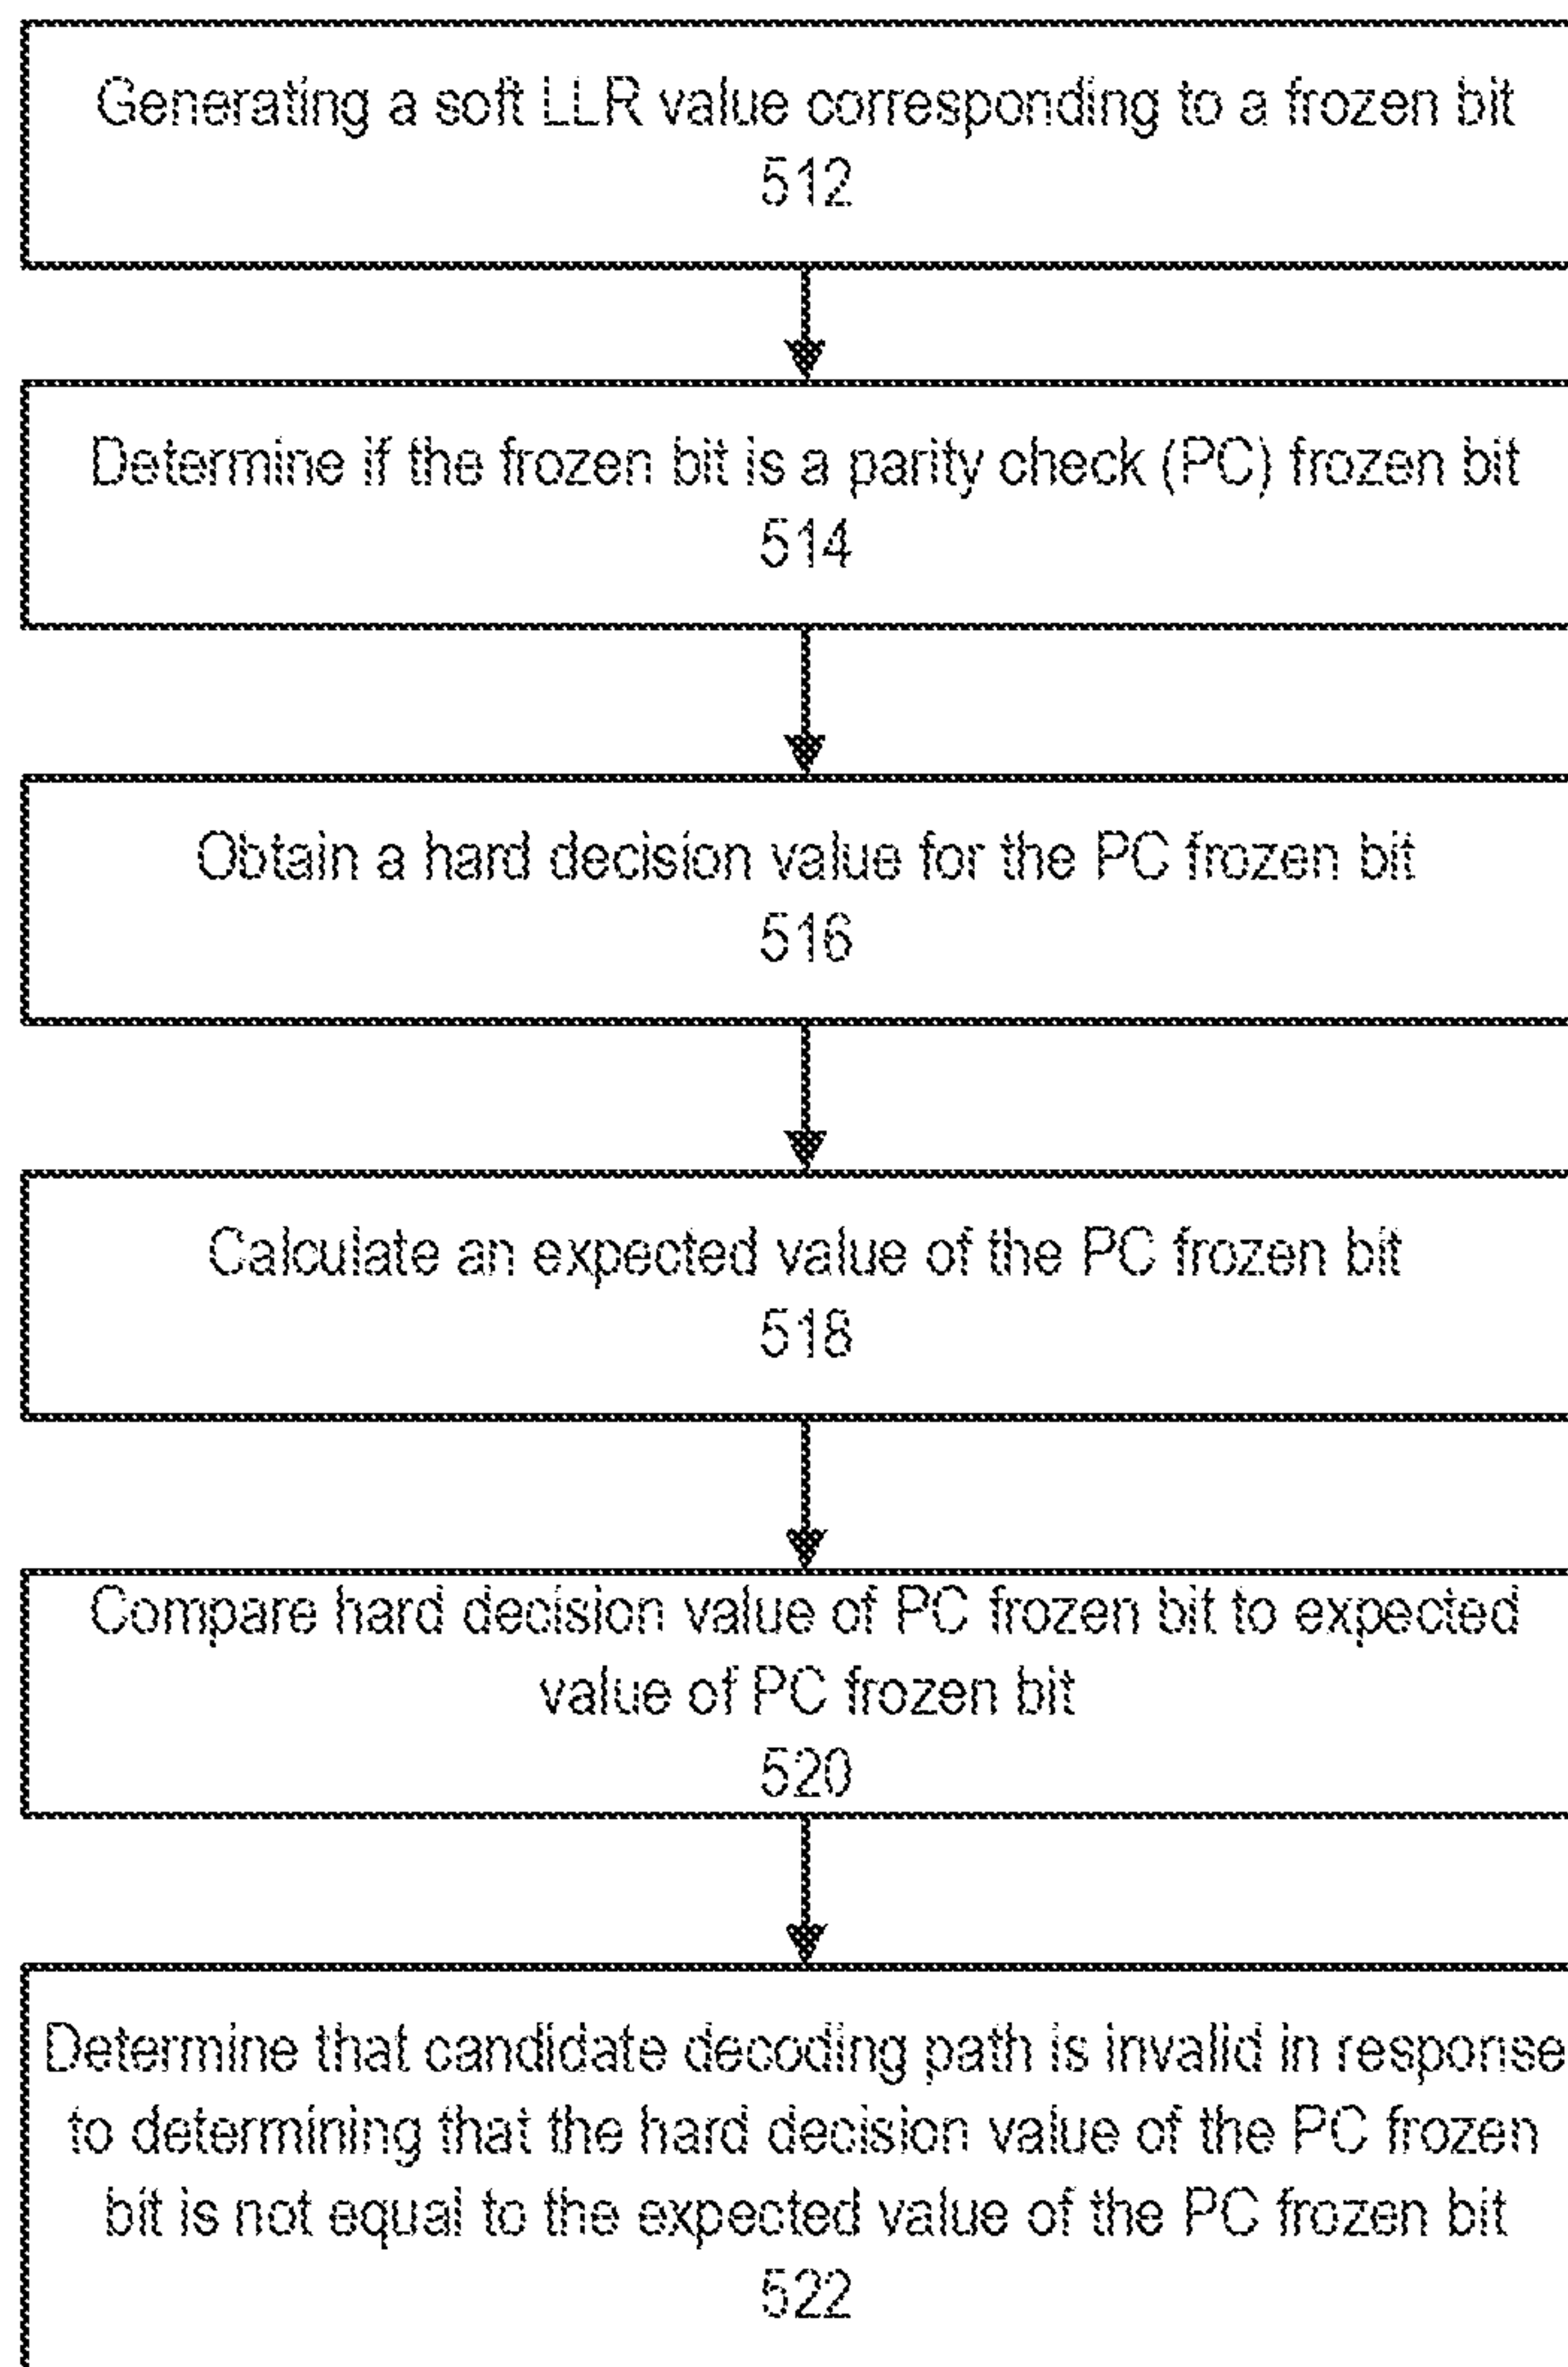 Generating a soft LLR value corresponding to a frozen bit
512
Determine if the frozen bit is a parity check (PC) frozen bit
514
Obtain a hard decision value for the PC frozen bit
516
Calculate an expected value of the PC frozen bit
518
Compare hard decision value of PC frozen bit to expected
value of PC frozen bit
520
Determine that candidate decoding path is invalid in response
to determining that the hard decision value of the PC frozen
bit is not equal to the expected value of the PC frozen bit
522